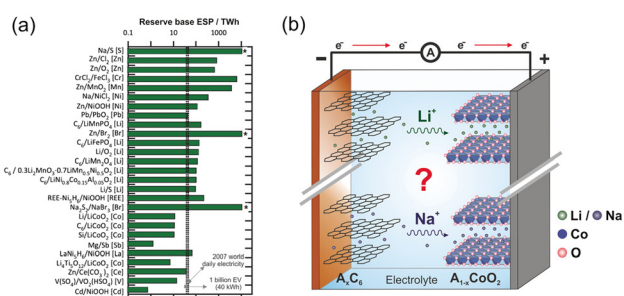 (a)
Reserve base ESP / TWh
0.1 10 1000
Na/S [S]
Zn/Cl2 [Zn]
Zn/O2 [Zn]
CrCl2/FeCl3 [Cr]
Zn/MnO2 [Mn]
Na/NiCl2 [Ni]
Zn/NiOOH [Ni]
Pb/PbO2 [Pb]
C6/LiMnPO4 [Li]
Zn/Br2 [Br]
C6/LiFePO4 [Li]
Li/O2 [Li]
C6/LiMn2O4 [Li]
C6 / 0.3Li2MnO3·0.7LiMn0.5Ni0.5O2 [Li]
C6/LiNi0.8Co0.15Al0.05O2 [Li]
Li/S [Li]
REE-Ni5H6/NiOOH [REE]
Na2S2/NaBr3 [Br]
Li/LiCoO2 [Co]
C6/LiCoO2 [Co]
Si/LiCoO2 [Co]
Mg/Sb [Sb]
LaNi5H6/NiOOH [La]
Li4Ti5O12/LiCoO2 [Co]
Zn/Ce(CO3)2 [Ce]
V(SO4)/VO2(HSO4) [V]
Cd/NiOOH [Cd]
*
*
*
2007 world
daily electricity
1 billion EV
(40 kWh)
(b)
e- e- A e- e-
− +
Li+
?
Na+
AxC6 Electrolyte A1-xCoO2
Li / Na
Co
O